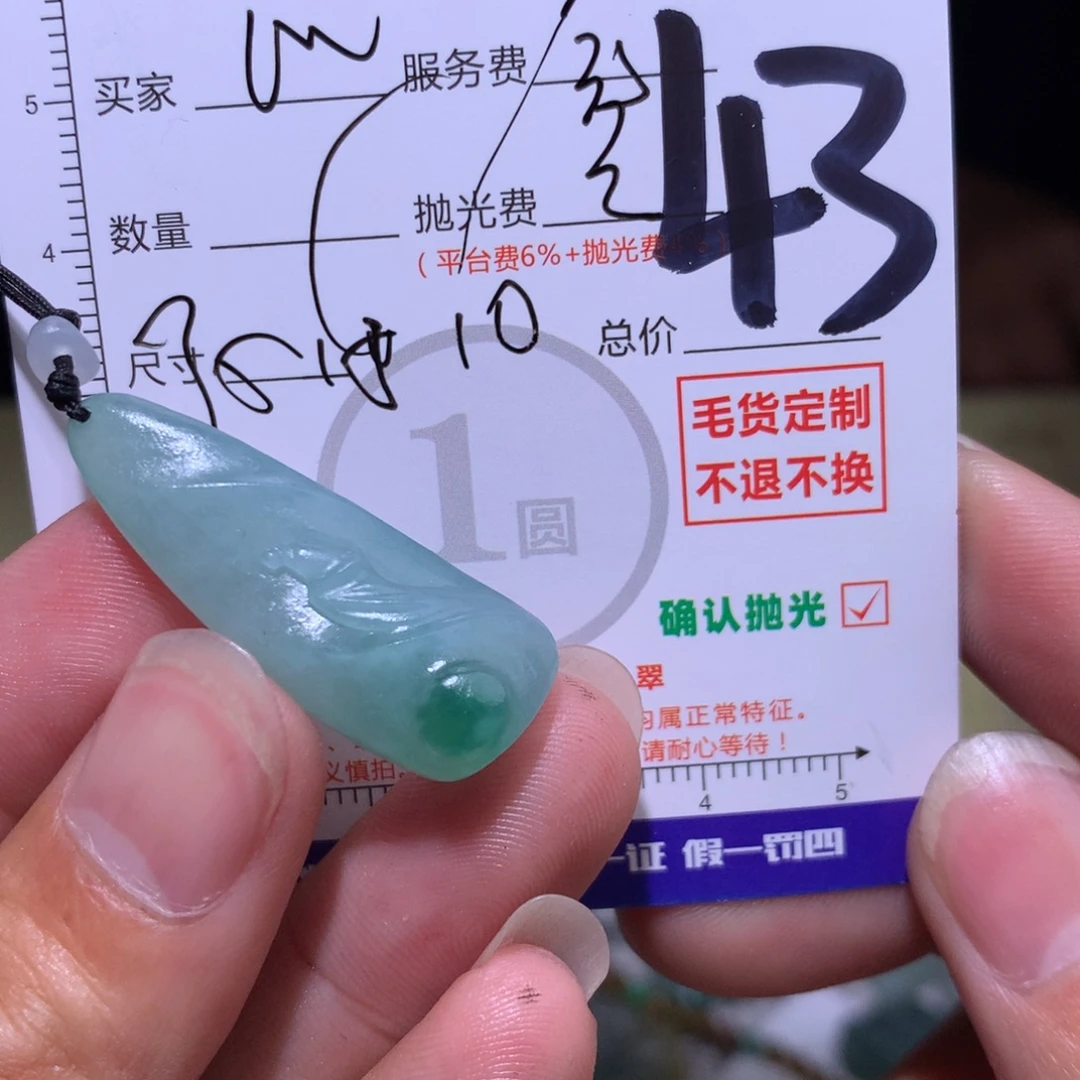 5
买家 服务费
43
数量 抛光费
4
(平台费6%+抛光费
10
尺寸 总价
毛货定制
不退不换
1圆
确认抛光
翠
属正常特征。
请耐心等待!
义慎拍。
4 5
一证 假一罚四